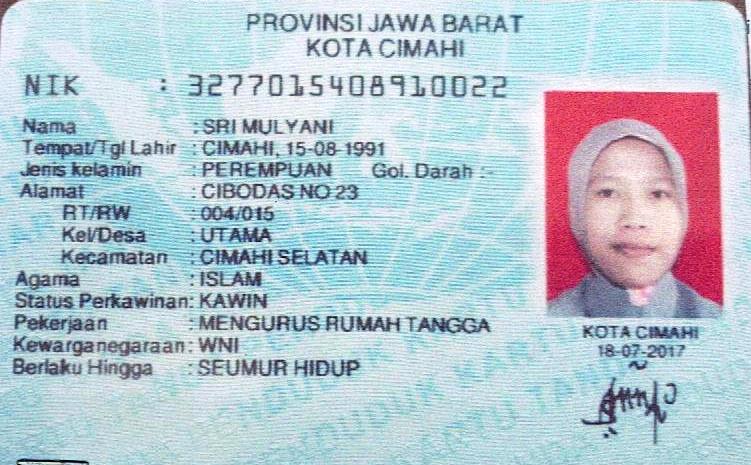 PROVINSI JAWA BARAT
KOTA CIMAHI
NIK : 3277015408910022
Nama : SRI MULYANI
Tempat/Tgl Lahir : CIMAHI, 15-08-1991
Jenis kelamin : PEREMPUAN Gol. Darah :-
Alamat : CIBODAS NO 23
RT/RW : 004/015
Kel/Desa : UTAMA
Kecamatan : CIMAHI SELATAN
Agama : ISLAM
Status Perkawinan: KAWIN
Pekerjaan : MENGURUS RUMAH TANGGA
Kewarganegaraan: WNI
Berlaku Hingga : SEUMUR HIDUP
KOTA CIMAHI
18-07-2017